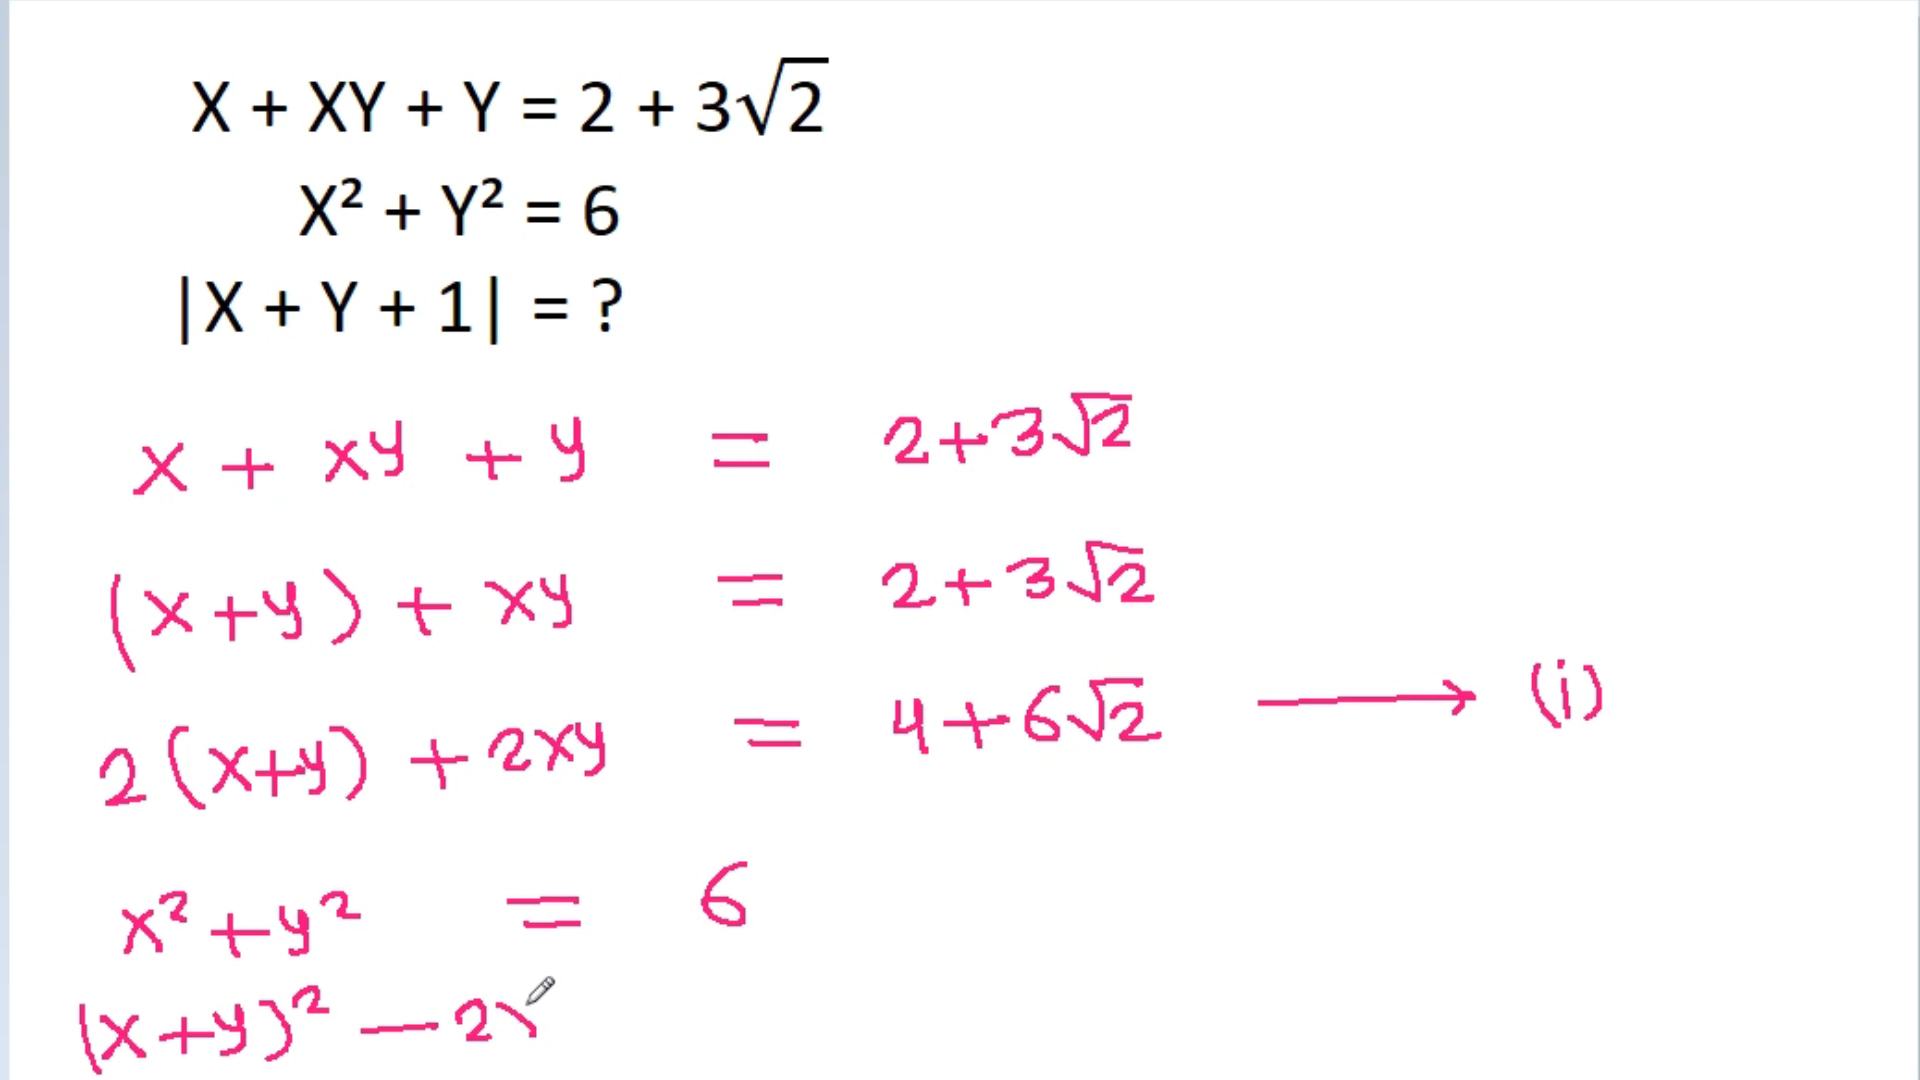 X + XY + Y = 2 + 3√2
X² + Y² = 6
|X + Y + 1| = ?
x + xy + y = 2+3√2
(x+y) + xy = 2+3√2
2(x+y) + 2xy = 4+6√2 ⟶ (i)
x²+y² = 6
(x+y)² – 2